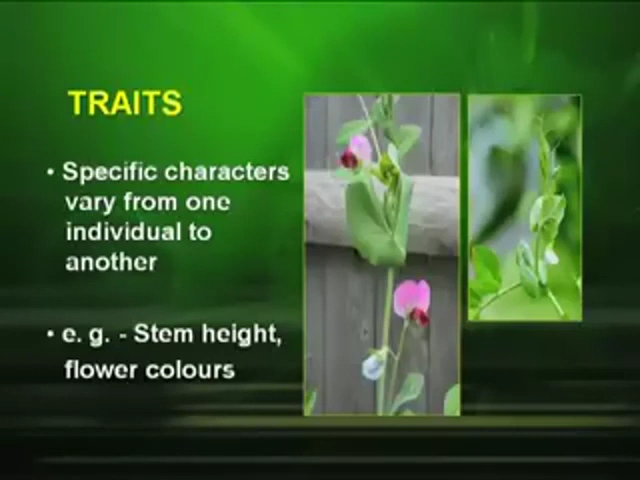 TRAITS
• Specific characters
vary from one
individual to
another
• e. g. - Stem height,
flower colours